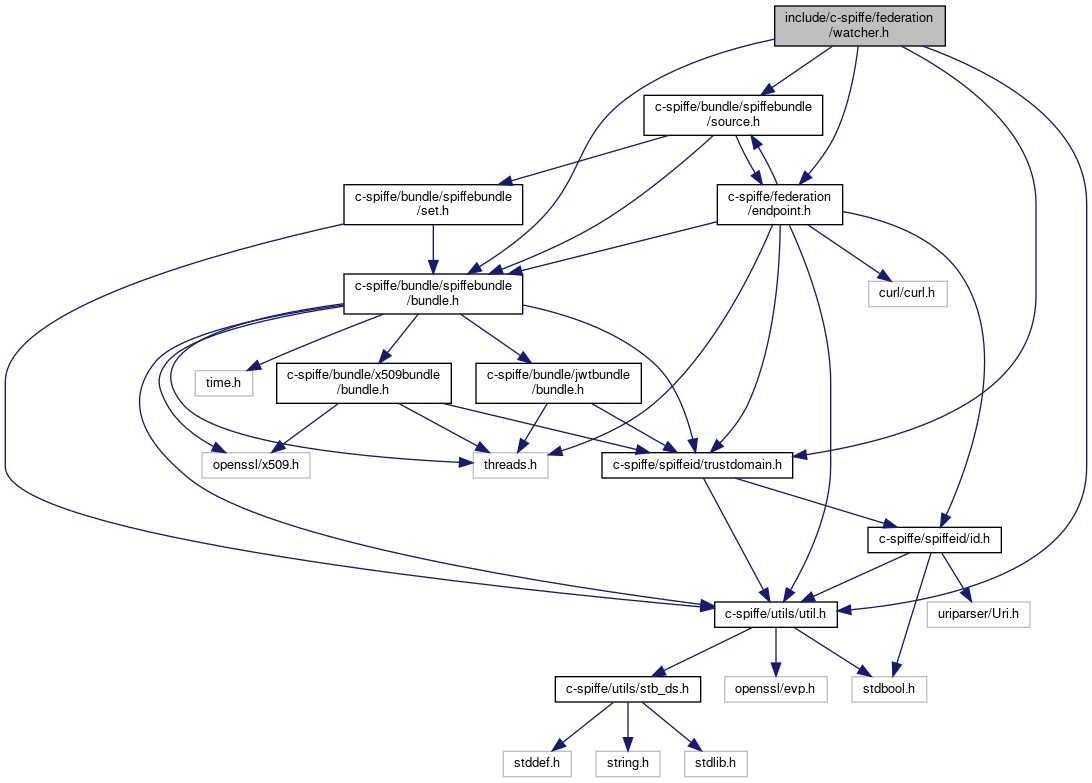 include/c-spiffe/federation
/watcher.h
c-spiffe/bundle/spiffebundle
/source.h
c-spiffe/bundle/spiffebundle
/set.h
c-spiffe/federation
/endpoint.h
c-spiffe/bundle/spiffebundle
/bundle.h
curl/curl.h
time.h
c-spiffe/bundle/x509bundle
/bundle.h
c-spiffe/bundle/jwtbundle
/bundle.h
openssl/x509.h
threads.h
c-spiffe/spiffeid/trustdomain.h
c-spiffe/spiffeid/id.h
c-spiffe/utils/util.h
uriparser/Uri.h
c-spiffe/utils/stb_ds.h
openssl/evp.h
stdbool.h
stddef.h
string.h
stdlib.h